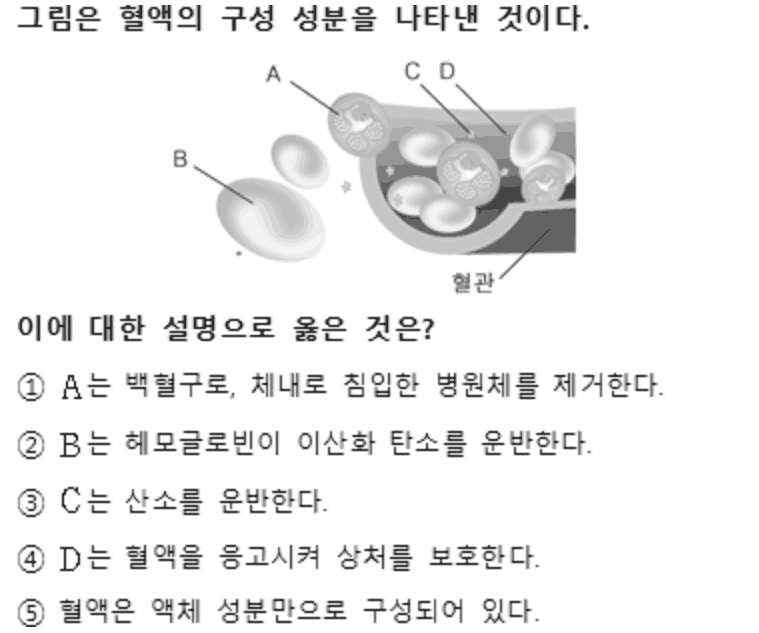 그림은 혈액의 구성 성분을 나타낸 것이다.
A
C D
B
혈관
이에 대한 설명으로 옳은 것은?
① A는 백혈구로, 체내로 침입한 병원체를 제거한다.
② B는 헤모글로빈이 이산화 탄소를 운반한다.
③ C는 산소를 운반한다.
④ D는 혈액을 응고시켜 상처를 보호한다.
⑤ 혈액은 액체 성분만으로 구성되어 있다.